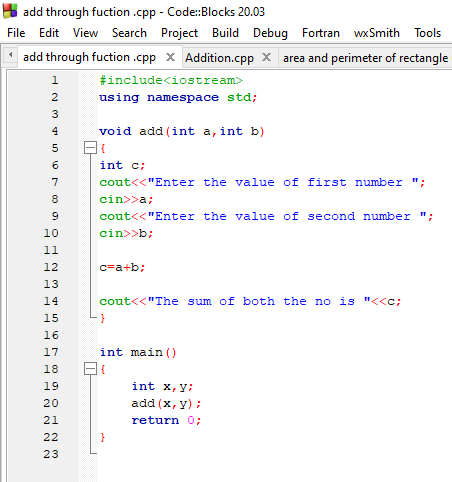 add through fuction .cpp - Code::Blocks 20.03
File Edit View Search Project Build Debug Fortran wxSmith Tools
add through fuction .cpp X Addition.cpp X area and perimeter of rectangle
1 #include<iostream>
2 using namespace std;
3
4 void add(int a,int b)
5 {
6 int c;
7 cout<<"Enter the value of first number ";
8 cin>>a;
9 cout<<"Enter the value of second number ";
10 cin>>b;
11
12 c=a+b;
13
14 cout<<"The sum of both the no is "<<c;
15 }
16
17 int main()
18 {
19 int x,y;
20 add(x,y);
21 return 0;
22 }
23